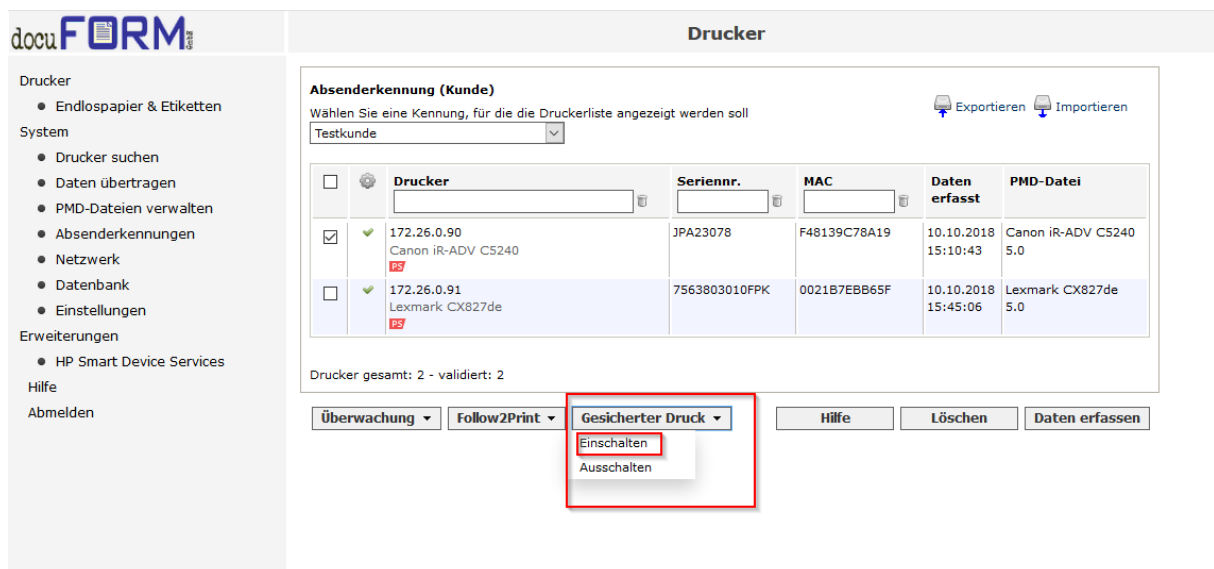 docuFORM GmbH
Drucker
Drucker
Endlospapier & Etiketten
System
Drucker suchen
Daten übertragen
PMD-Dateien verwalten
Absenderkennungen
Netzwerk
Datenbank
Einstellungen
Erweiterungen
HP Smart Device Services
Hilfe
Abmelden
Absenderkennung (Kunde)
Wählen Sie eine Kennung, für die die Druckerliste angezeigt werden soll
Exportieren Importieren
Testkunde
Drucker Seriennr. MAC Daten erfasst PMD-Datei
172.26.0.90 JPA23078 F48139C78A19 10.10.2018 Canon iR-ADV C5240
Canon iR-ADV C5240 15:10:43 5.0
PS
172.26.0.91 7563803010FPK 0021B7EBB65F 10.10.2018 Lexmark CX827de
Lexmark CX827de 15:45:06 5.0
PS
Drucker gesamt: 2 - validiert: 2
Überwachung Follow2Print Gesicherter Druck Hilfe Löschen Daten erfassen
Einschalten
Ausschalten